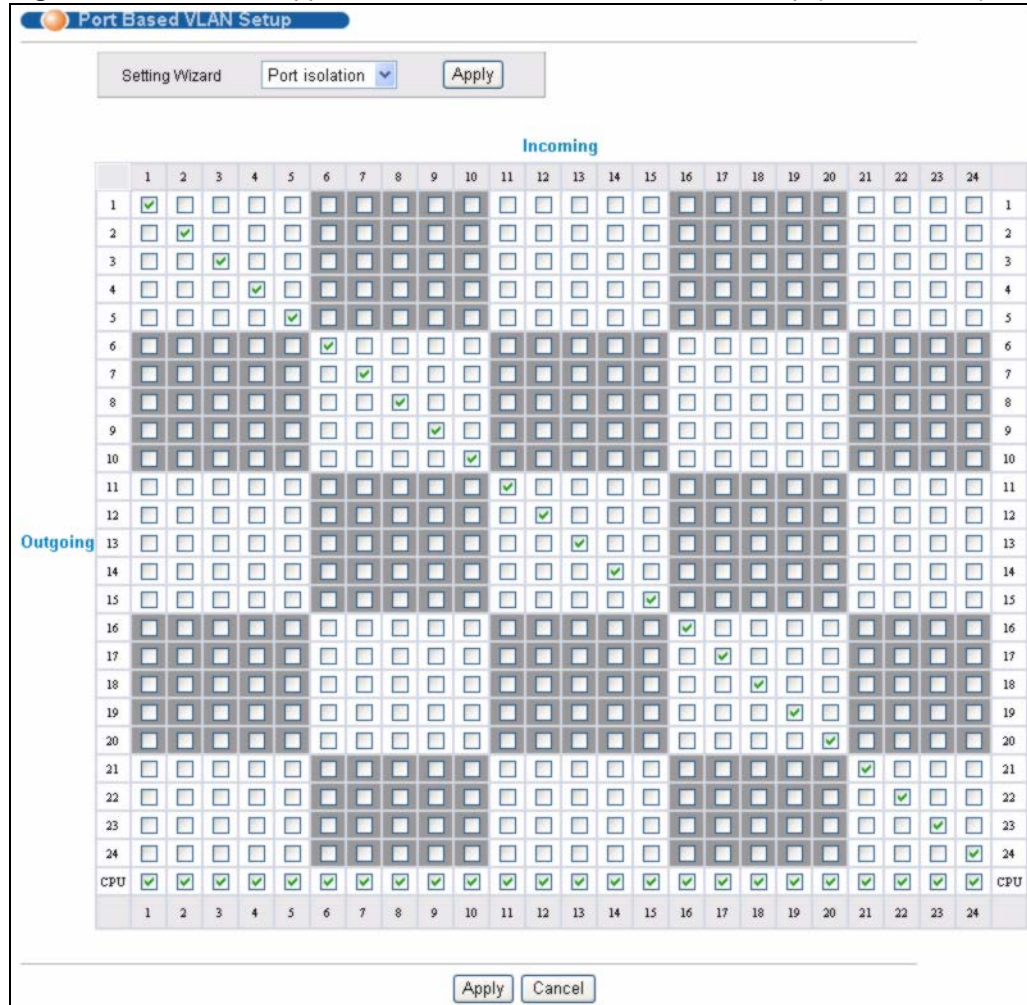 Port Based VLAN Setup
Setting Wizard Port isolation Apply
Incoming
1 2 3 4 5 6 7 8 9 10 11 12 13 14 15 16 17 18 19 20 21 22 23 24
1 1
2 2
3 3
4 4
5 5
6 6
7 7
8 8
9 9
10 10
11 11
12 12
Outgoing 13 13
14 14
15 15
16 16
17 17
18 18
19 19
20 20
21 21
22 22
23 23
24 24
CPU CPU
1 2 3 4 5 6 7 8 9 10 11 12 13 14 15 16 17 18 19 20 21 22 23 24
Apply Cancel